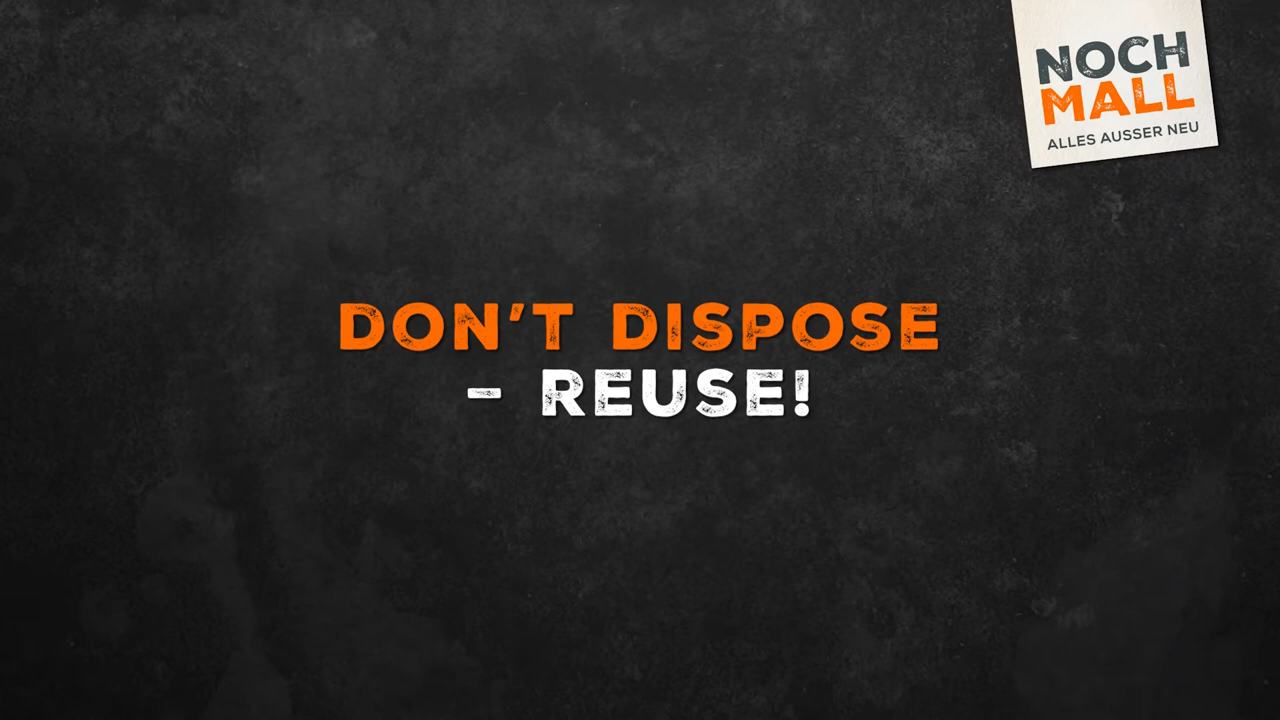 NOCH
MALL
ALLES AUSSER NEU
DON'T DISPOSE
– REUSE!